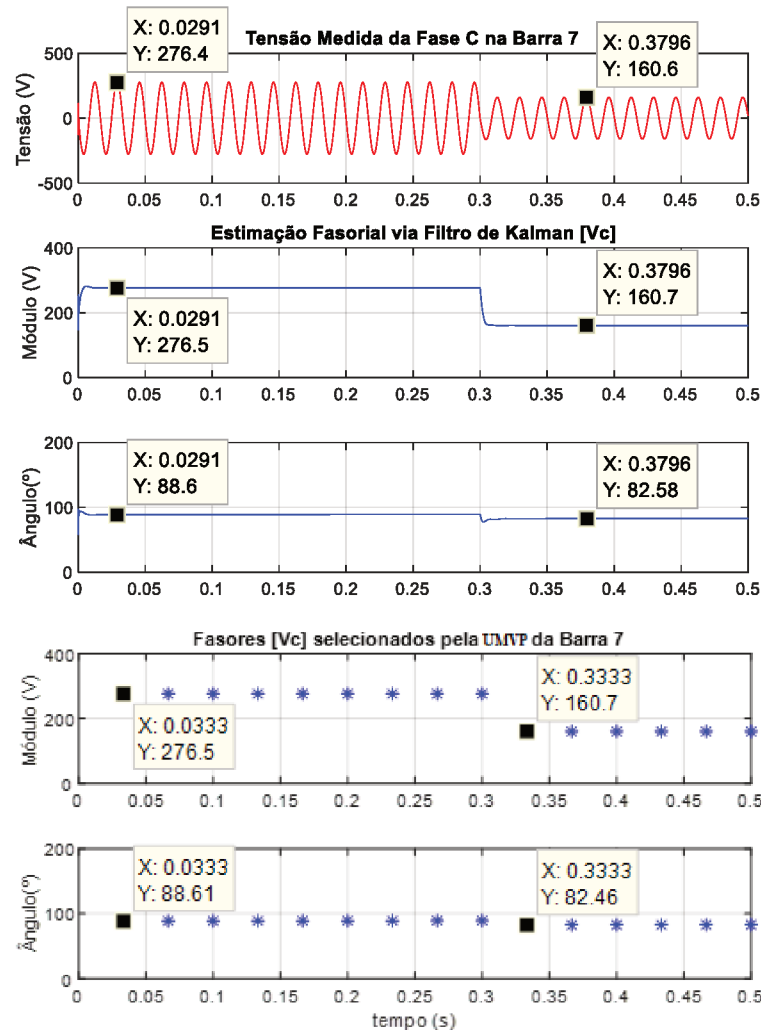 X: 0.0291
Y: 276.4
Tensão Medida da Fase C na Barra 7
X: 0.3796
Y: 160.6
Tensão (V)
500
0
-500
0 0.05 0.1 0.15 0.2 0.25 0.3 0.35 0.4 0.45 0.5
Estimação Fasorial via Filtro de Kalman [Vc]
Módulo (V)
400
200
0
X: 0.0291
Y: 276.5
X: 0.3796
Y: 160.7
0 0.05 0.1 0.15 0.2 0.25 0.3 0.35 0.4 0.45 0.5
Ângulo(º)
200
100
0
X: 0.0291
Y: 88.6
X: 0.3796
Y: 82.58
0 0.05 0.1 0.15 0.2 0.25 0.3 0.35 0.4 0.45 0.5
Fasores [Vc] selecionados pela UMVP da Barra 7
Módulo (V)
400
200
0
X: 0.0333
Y: 276.5
X: 0.3333
Y: 160.7
0 0.05 0.1 0.15 0.2 0.25 0.3 0.35 0.4 0.45 0.5
Ângulo(º)
200
100
0
X: 0.0333
Y: 88.61
X: 0.3333
Y: 82.46
0 0.05 0.1 0.15 0.2 0.25 0.3 0.35 0.4 0.45 0.5
tempo (s)